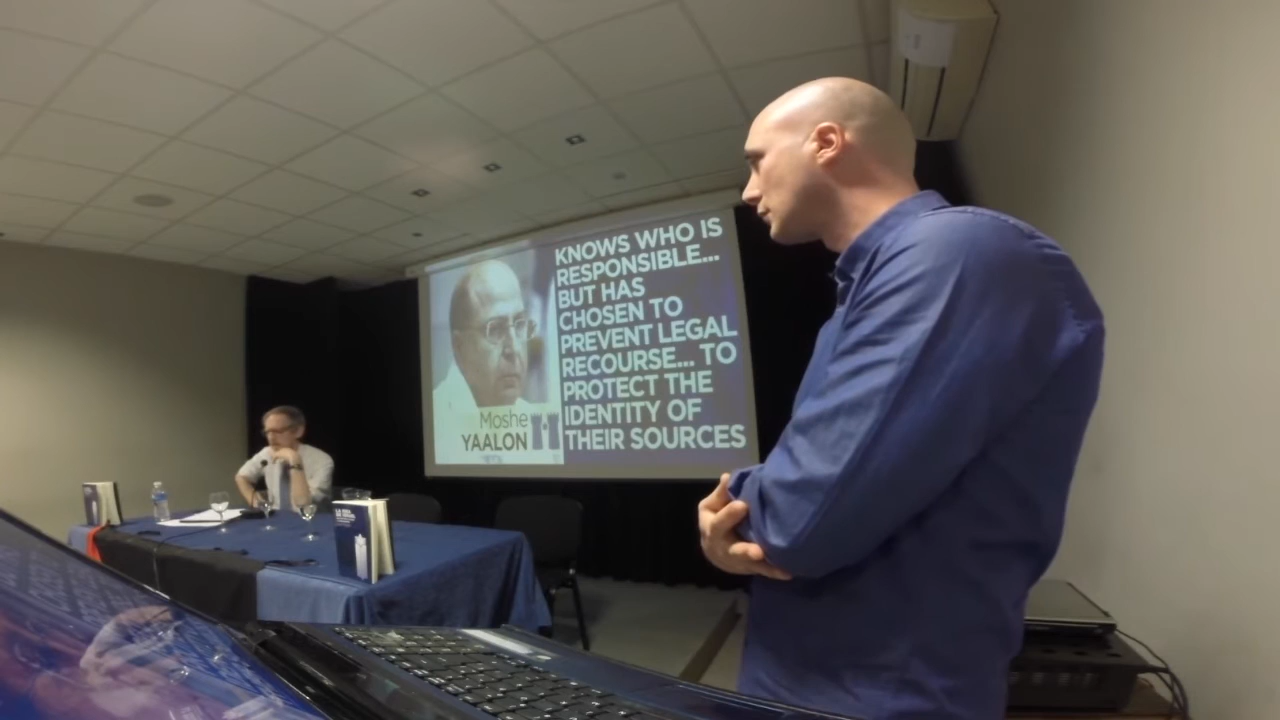 KNOWS WHO IS
RESPONSIBLE...
BUT HAS
CHOSEN TO
PREVENT LEGAL
RECOURSE... TO
PROTECT THE
IDENTITY OF
THEIR SOURCES
Moshe
YAALON